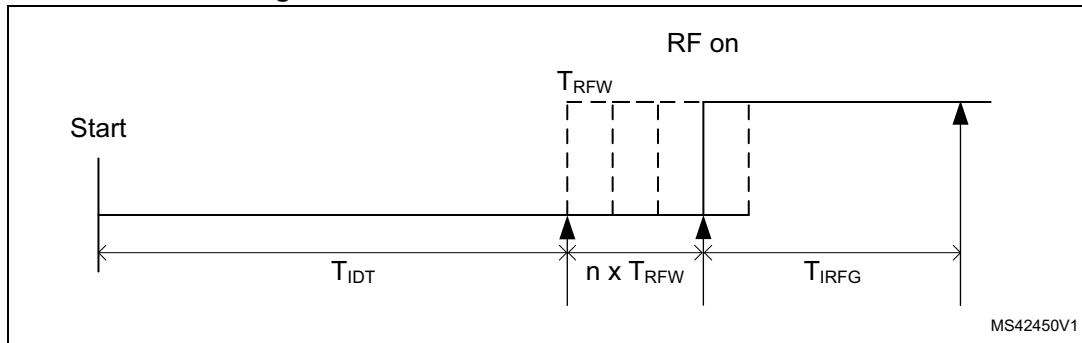 RF on
T_RFW
Start
T_IDT
n x T_RFW
T_IRFG
MS42450V1